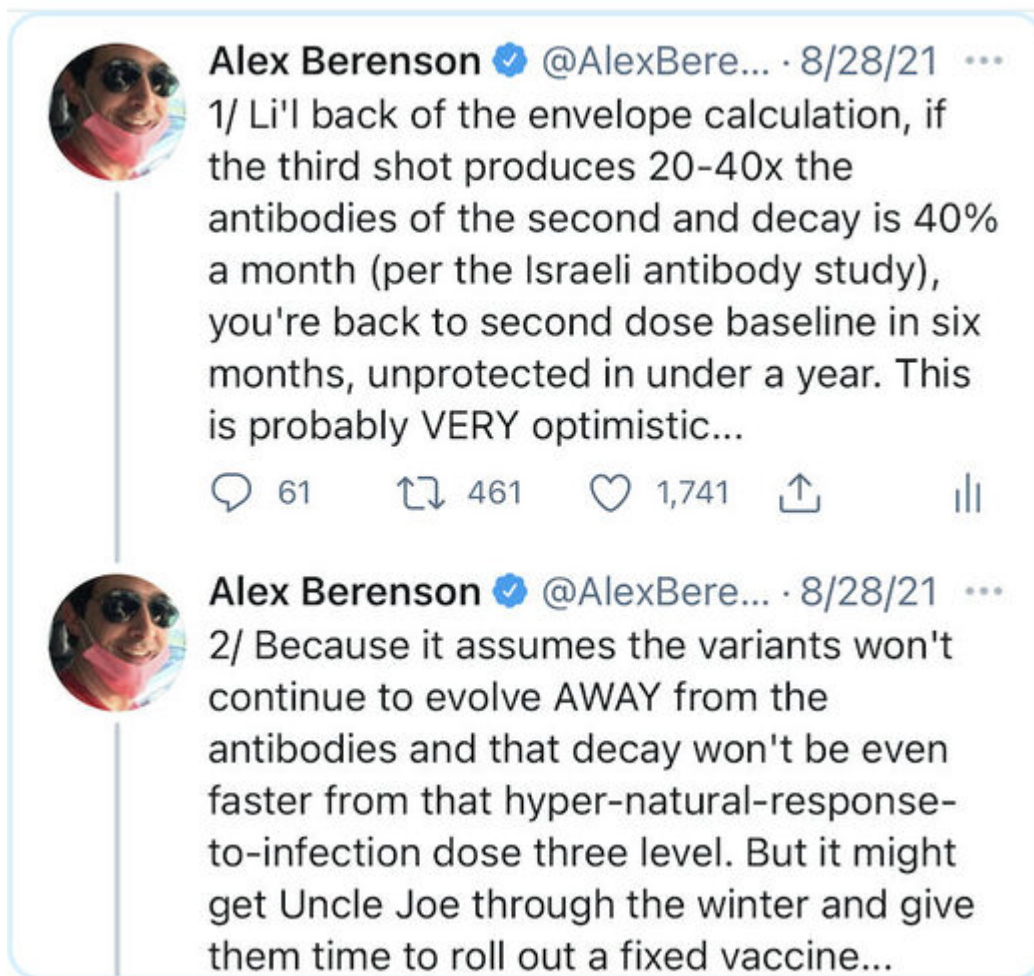 Alex Berenson @AlexBere... · 8/28/21 ...
1/ Li'l back of the envelope calculation, if
the third shot produces 20-40x the
antibodies of the second and decay is 40%
a month (per the Israeli antibody study),
you're back to second dose baseline in six
months, unprotected in under a year. This
is probably VERY optimistic...
61 461 1,741
Alex Berenson @AlexBere... · 8/28/21 ...
2/ Because it assumes the variants won't
continue to evolve AWAY from the
antibodies and that decay won't be even
faster from that hyper-natural-response-
to-infection dose three level. But it might
get Uncle Joe through the winter and give
them time to roll out a fixed vaccine...